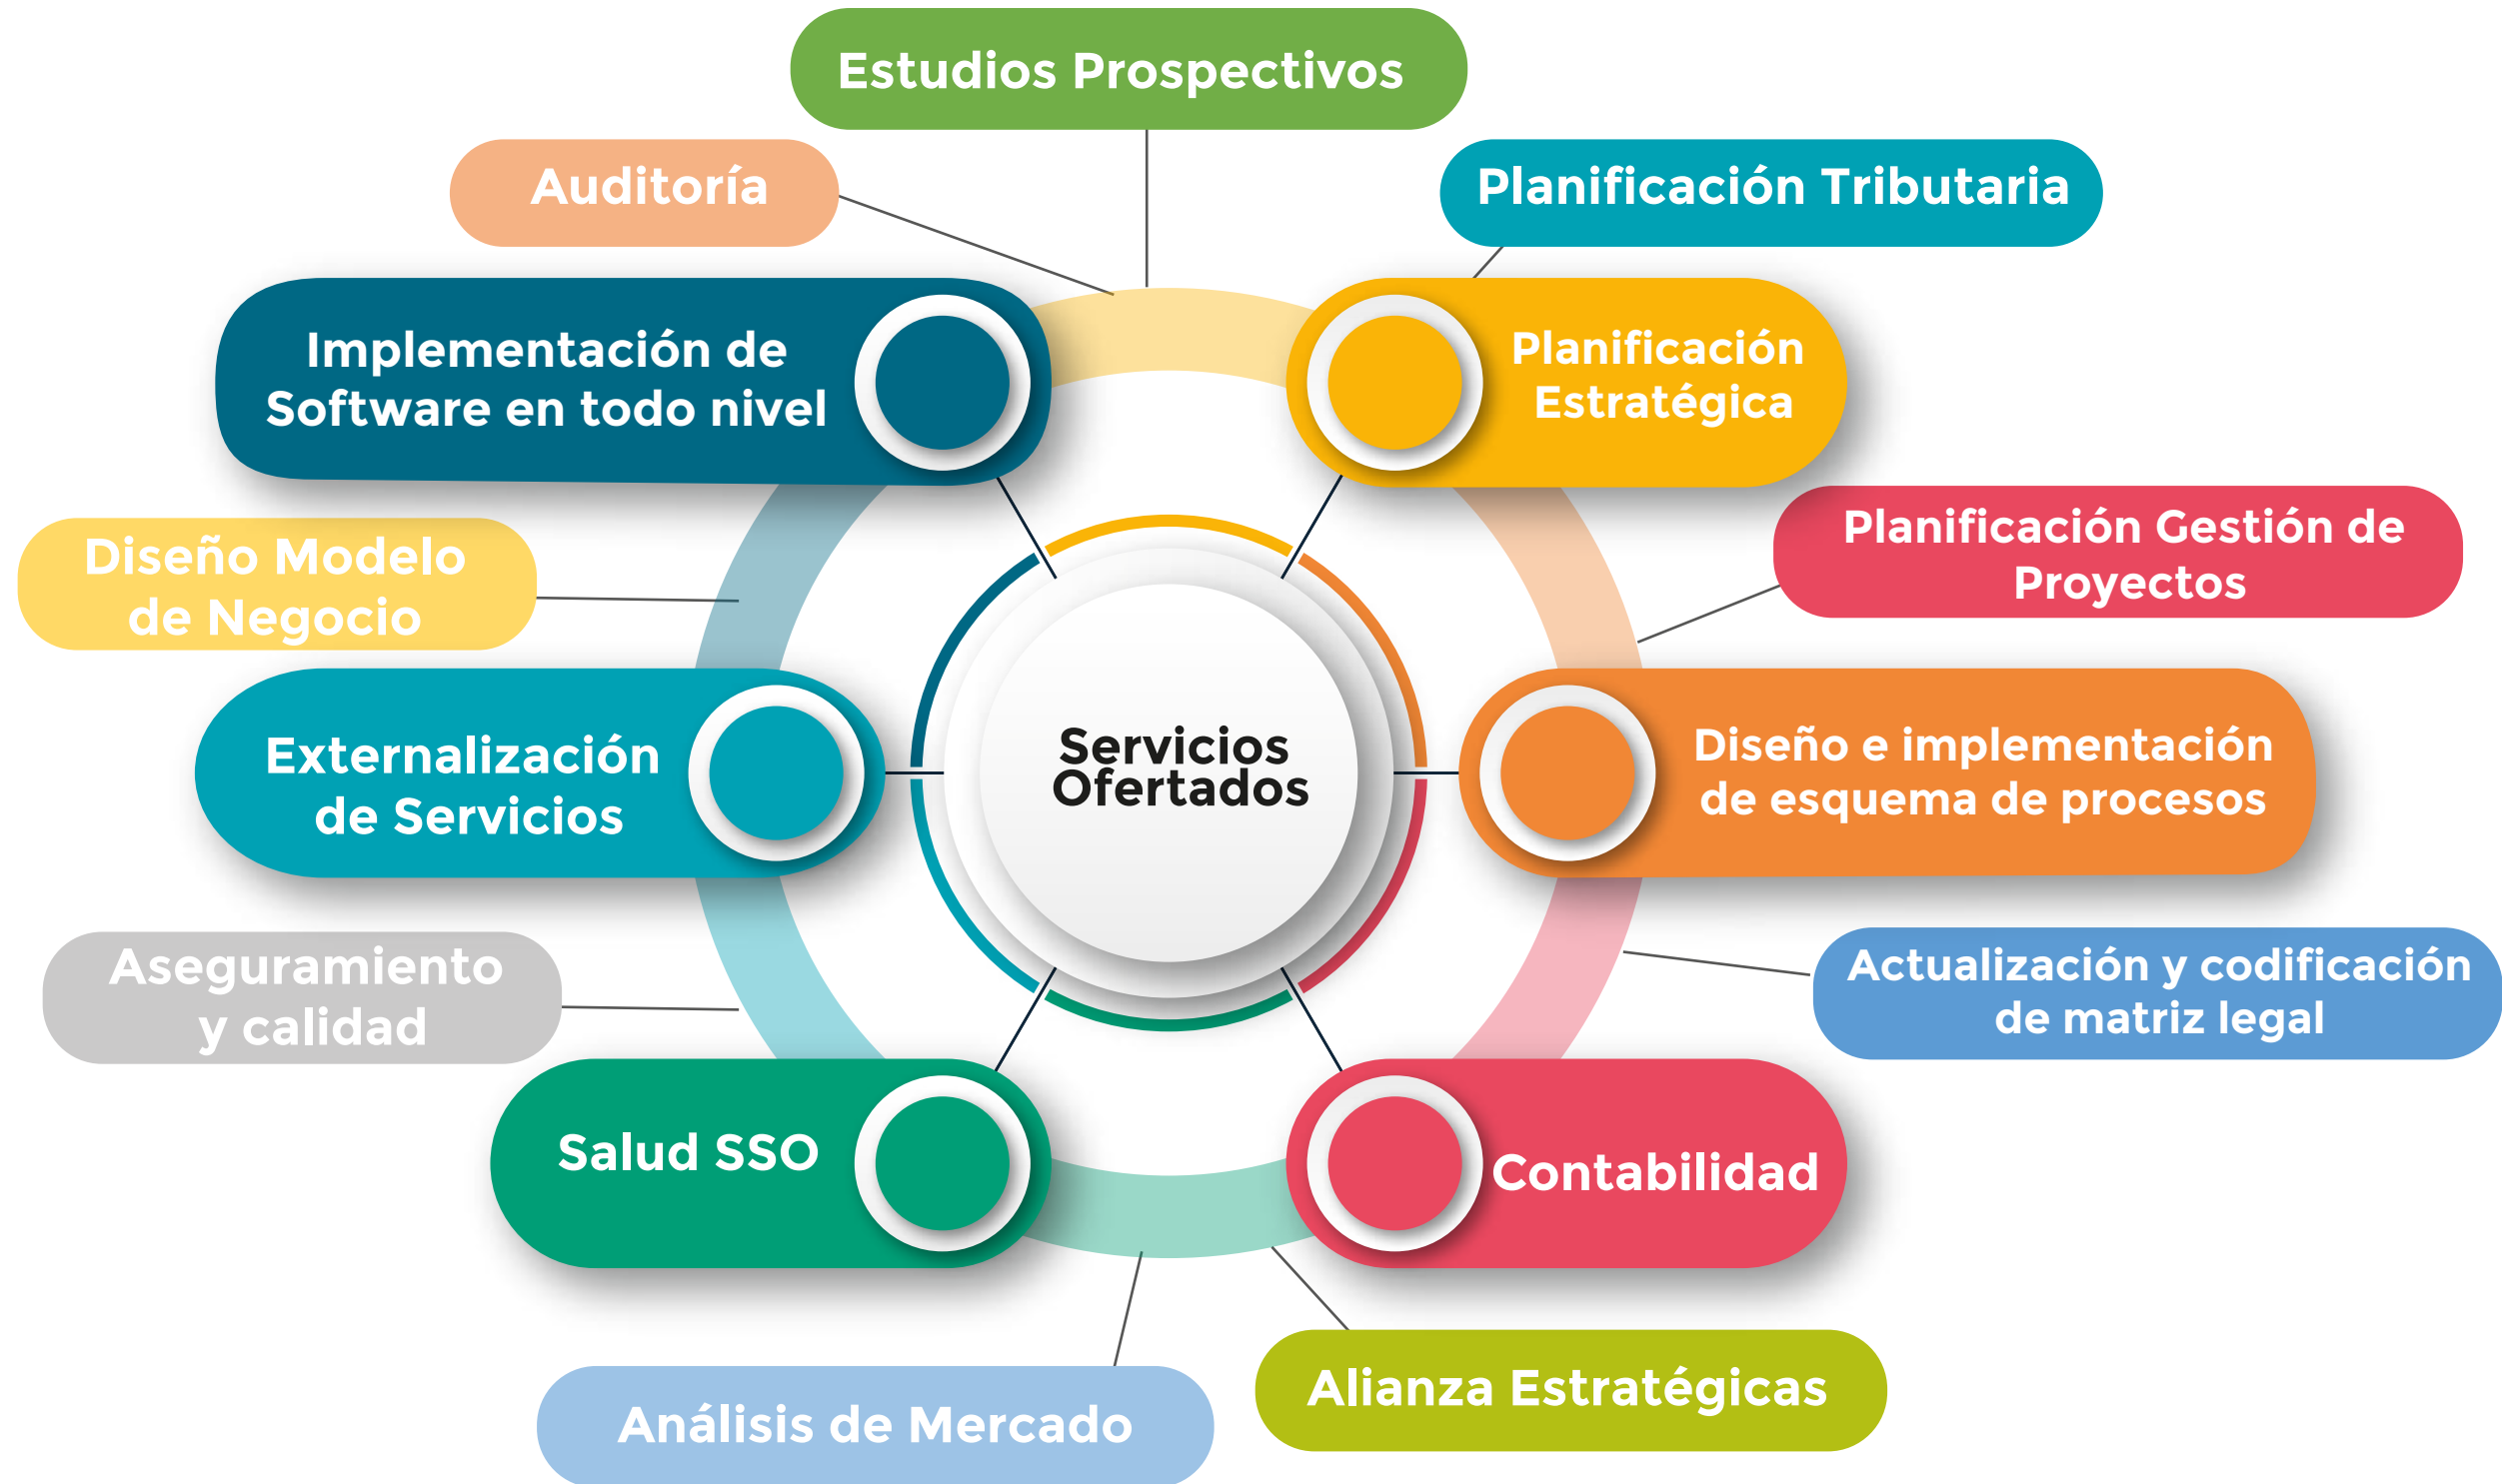 Estudios Prospectivos
Auditoría
Planificación Tributaria
Implementación de
Software en todo nivel
Planificación
Estratégica
Diseño Modelo
de Negocio
Planificación Gestión de
Proyectos
Externalización
de Servicios
Servicios
Ofertados
Diseño e implementación
de esquema de procesos
Aseguramiento
y calidad
Actualización y codificación
de matriz legal
Salud SSO
Contabilidad
Análisis de Mercado
Alianza Estratégicas